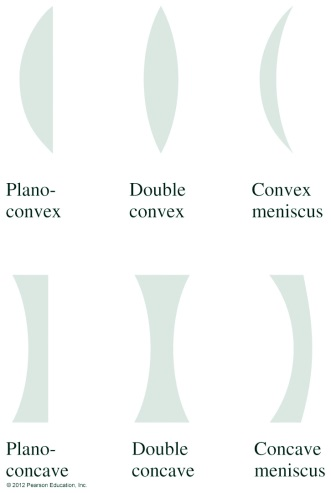 Plano-
convex
Double
convex
Convex
meniscus
Plano-
concave
Double
concave
Concave
meniscus
© 2012 Pearson Education, Inc.